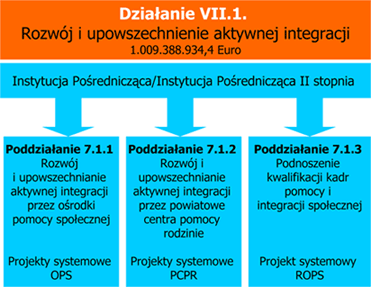 Działanie VII.1.
Rozwój i upowszechnienie aktywnej integracji
1.009.388.934,4 Euro
Instytucja Pośrednicząca/Instytucja Pośrednicząca II stopnia
Poddziałanie 7.1.1
Rozwój
i upowszechnianie
aktywnej integracji
przez ośrodki
pomocy społecznej
Projekty systemowe
OPS
Poddziałanie 7.1.2
Rozwój i
upowszechnianie
aktywnej integracji
przez powiatowe
centra pomocy
rodzinie
Projekty systemowe
PCPR
Poddziałanie 7.1.3
Podnoszenie
kwalifikacji kadr
pomocy i
integracji społecznej
Projekt systemowy
ROPS